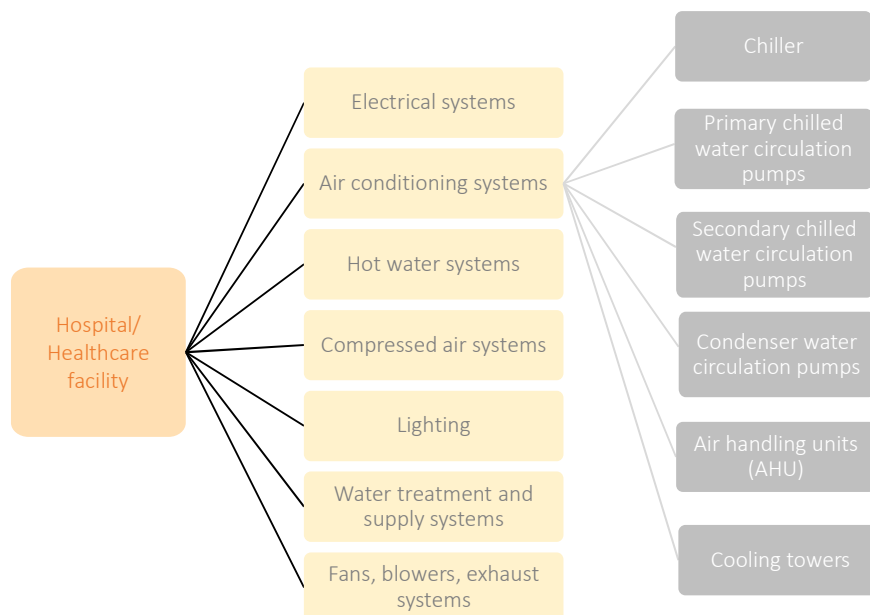 Hospital/
Healthcare
facility
Electrical systems
Air conditioning systems
Hot water systems
Compressed air systems
Lighting
Water treatment and
supply systems
Fans, blowers, exhaust
systems
Chiller
Primary chilled
water circulation
pumps
Secondary chilled
water circulation
pumps
Condenser water
circulation pumps
Air handling units
(AHU)
Cooling towers